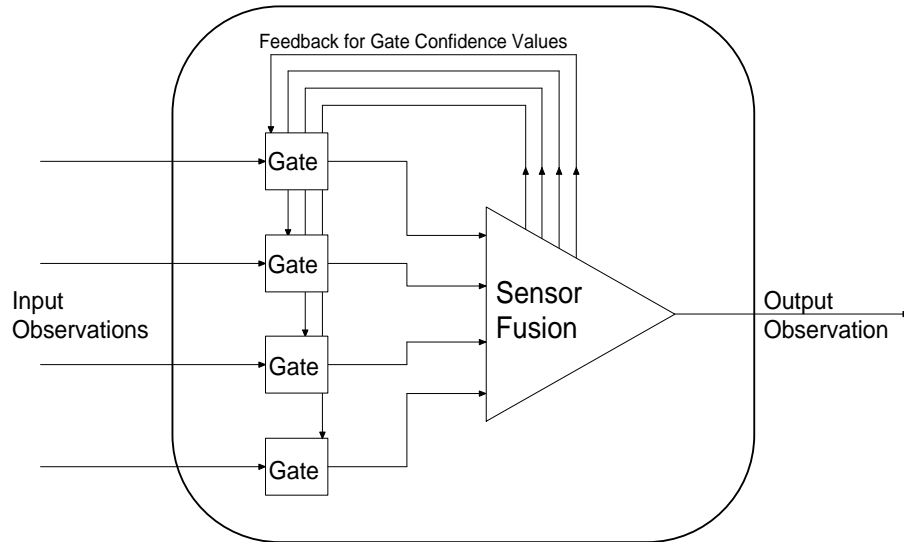 Feedback for Gate Confidence Values
Gate
Gate
Gate
Gate
Input
Observations
Sensor
Fusion
Output
Observation